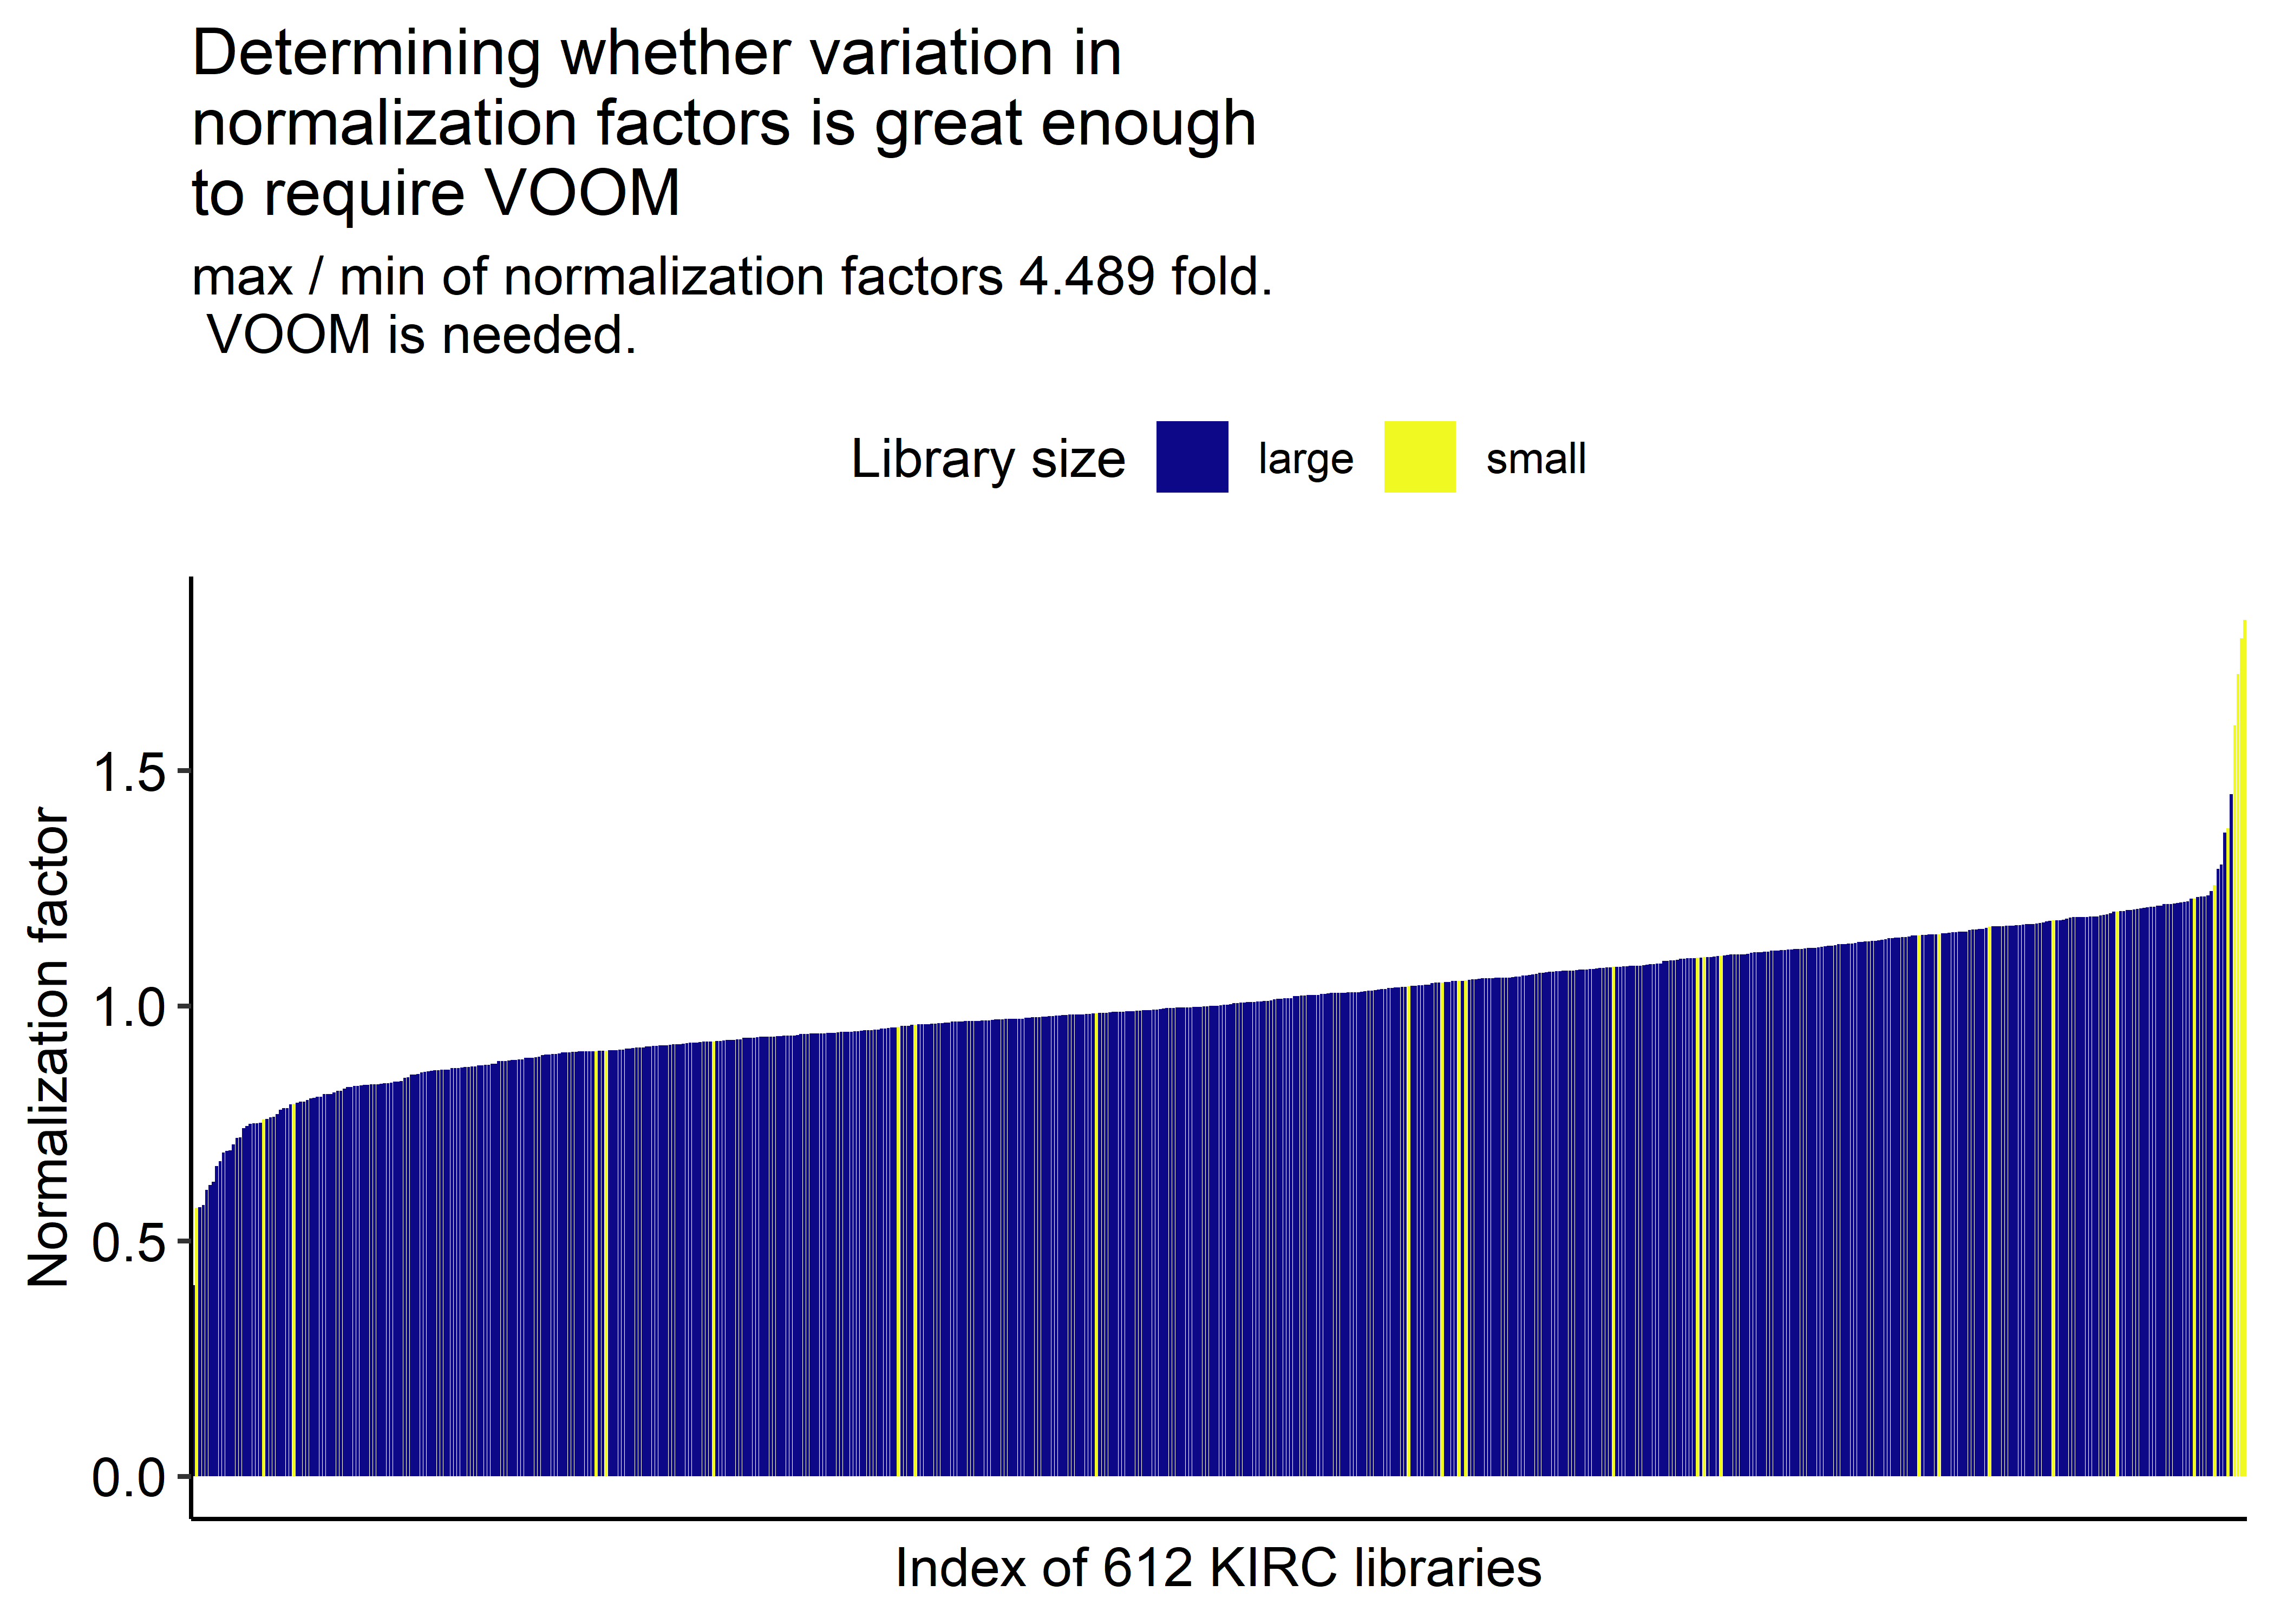 Determining whether variation in
normalization factors is great enough
to require VOOM
max / min of normalization factors 4.489 fold.
VOOM is needed.
Library size large small
Normalization factor
1.5
1.0
0.5
0.0
Index of 612 KIRC libraries